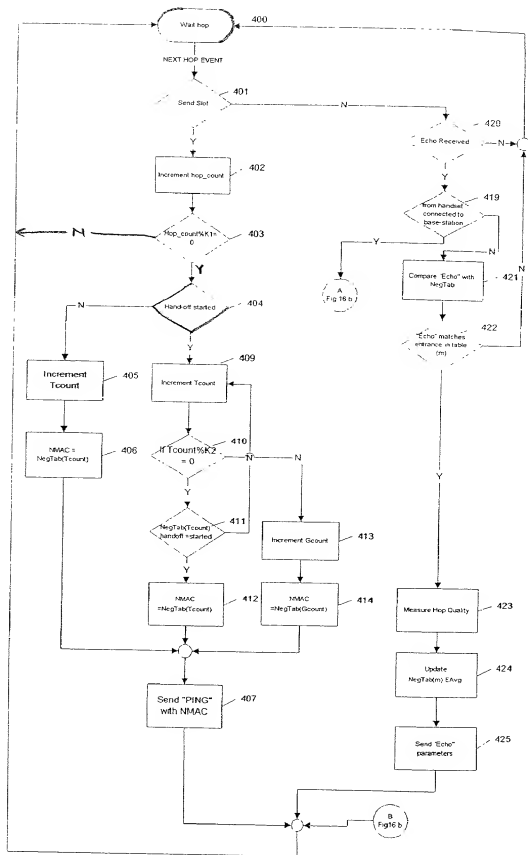 Wait hop
400
NEXT HOP EVENT
401
Send Slot
N
420
Y
Echo Received
N
Increment hop_count
402
Y
419
from handset
connected to
base-station
Hop_count%K1=
0
403
N
Y
Y
N
A
Fig 16 b
Compare "Echo" with
NegTab
421
N
Hand-off started
404
N
422
"Echo" matches
entrance in table
(m)
Y
409
Increment
Tcount
405
Increment Tcount
NMAC =
NegTab(Tcount)
406
If Tcount%K2
= 0
410
N
N
Y
Y
NegTab(Tcount)
handoff =started
411
Increment Gcount
413
Y
NMAC
=NegTab(Tcount)
412
NMAC
=NegTab(Gcount)
414
Measure Hop Quality
423
Update
NegTab(m) EAvg
424
Send "PING"
with NMAC
407
Send "Echo"
parameters
425
B
Fig16 b